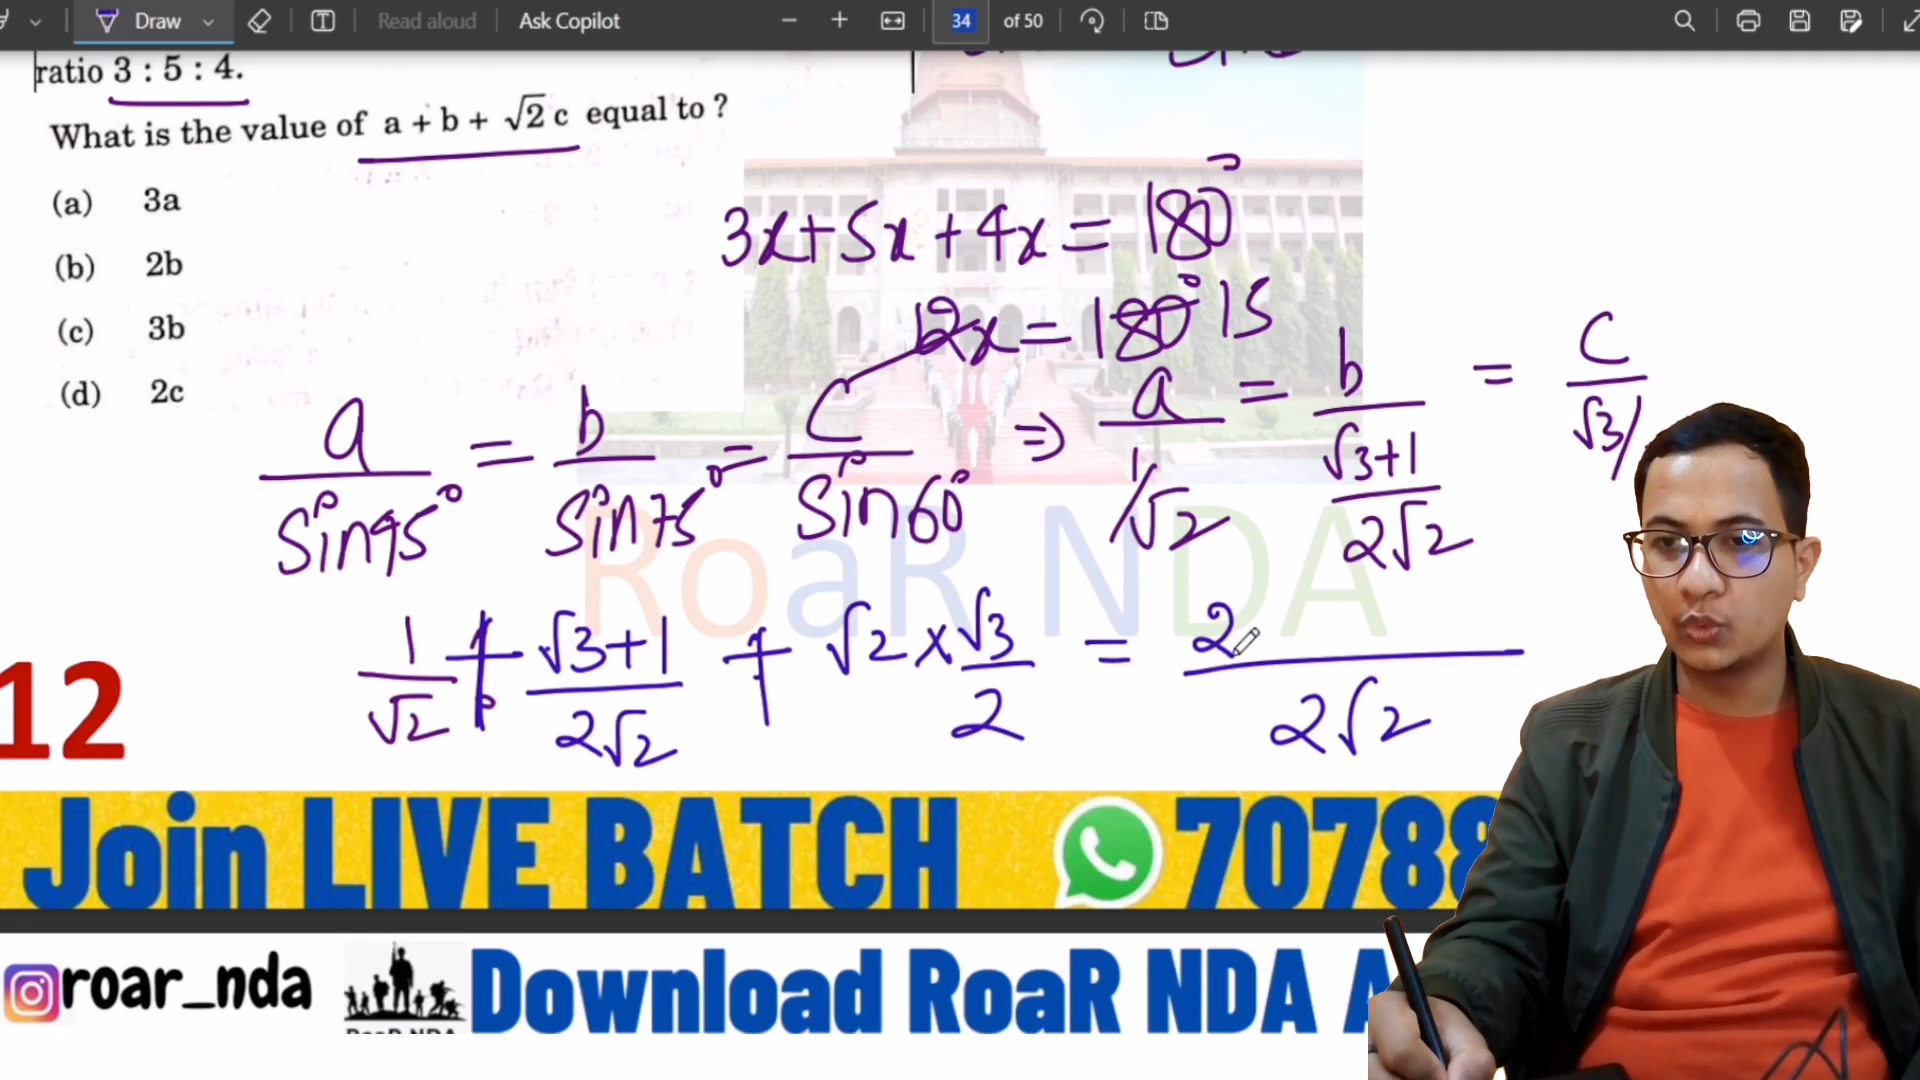 Draw Read aloud Ask Copilot 34 of 50
ratio 3 : 5 : 4.
What is the value of a + b + √2 c equal to ?
(a) 3a
(b) 2b
(c) 3b
(d) 2c
3x+5x+4x = 180°
12x = 180° 15
a/sin45° = b/sin75° = c/sin60° ⇒ a/(1/√2) = b/((√3+1)/(2√2)) = c/(√3/
1/√2 + (√3+1)/(2√2) + √2 × √3/2 = 2/(2√2)
RoaR NDA
12
Join LIVE BATCH 7078
roar_nda
Download RoaR NDA A
RoaR NDA